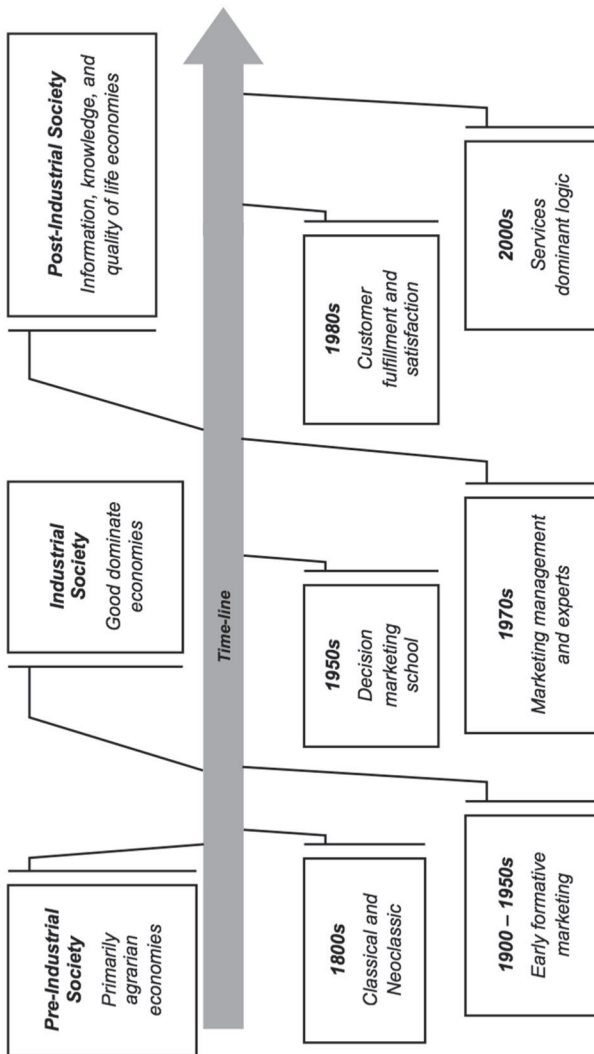 Pre-Industrial
Society
Primarily
agrarian
economies
Industrial
Society
Good dominate
economies
Post-Industrial Society
Information, knowledge, and
quality of life economies
Time-line
1800s
Classical and
Neoclassic
1950s
Decision
marketing
school
1980s
Customer
fulfillment and
satisfaction
1900 – 1950s
Early formative
marketing
1970s
Marketing management
and experts
2000s
Services
dominant logic